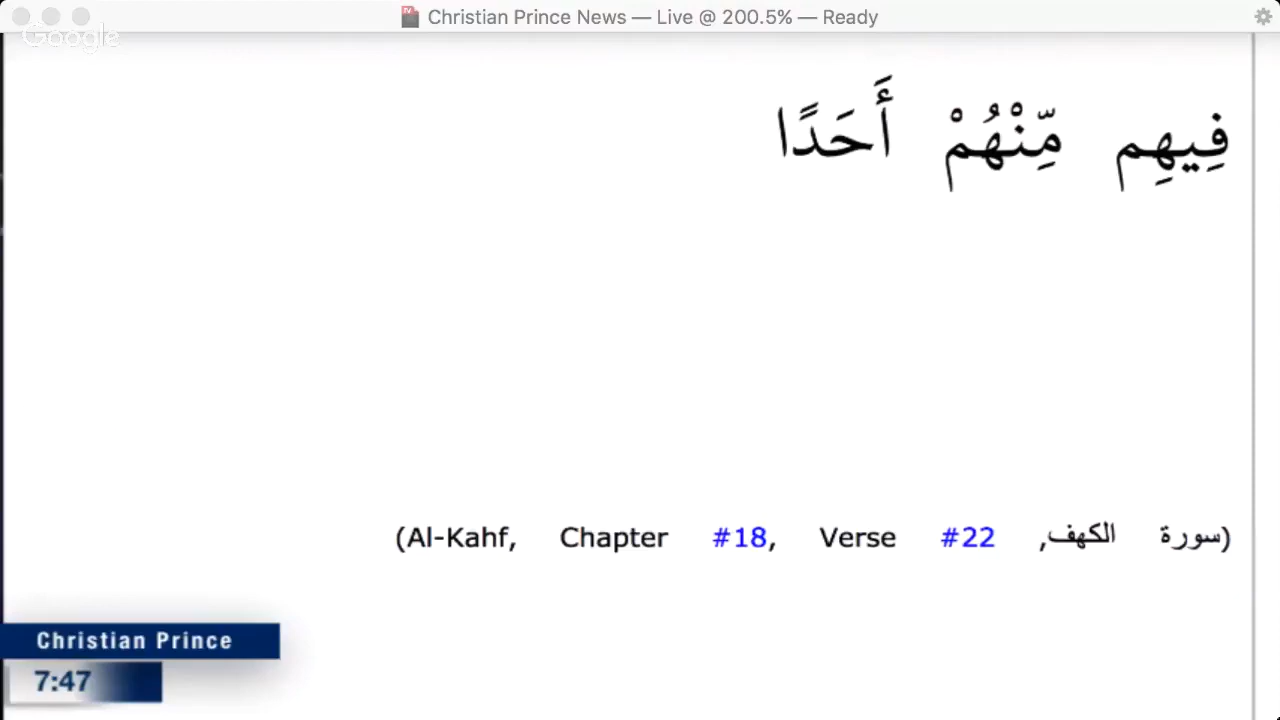 Christian Prince News — Live @ 200.5% — Ready
Google
فِيهِم مِّنْهُمْ أَحَدًا
(سورة الكهف, Al-Kahf, Chapter #18, Verse #22)
Christian Prince
7:47